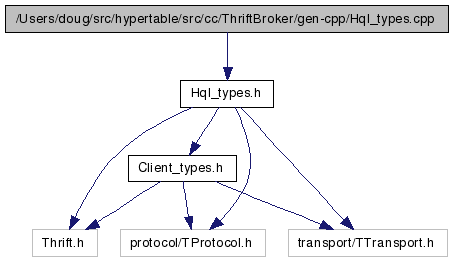 /Users/doug/src/hypertable/src/cc/ThriftBroker/gen-cpp/Hql_types.cpp
Hql_types.h
Client_types.h
Thrift.h
protocol/TProtocol.h
transport/TTransport.h